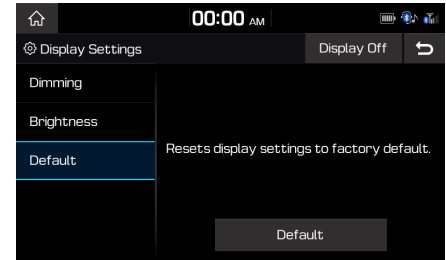 00:00 AM
Display Settings
Display Off
Dimming
Brightness
Default
Resets display settings to factory default.
Default